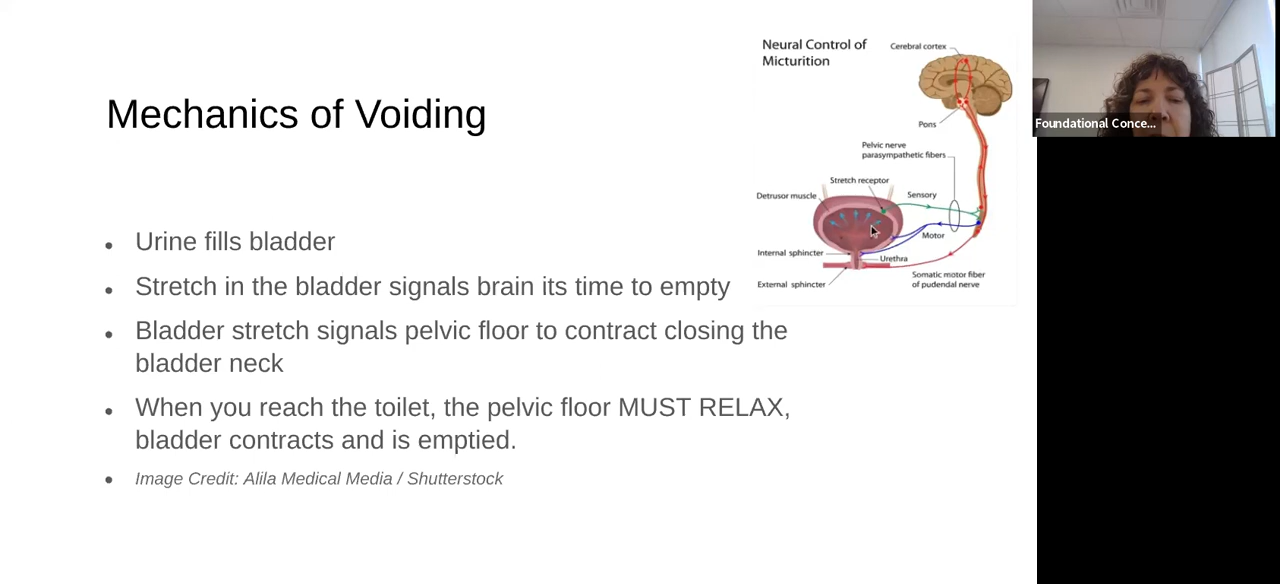 Mechanics of Voiding
Urine fills bladder
Stretch in the bladder signals brain its time to empty
Bladder stretch signals pelvic floor to contract closing the
bladder neck
When you reach the toilet, the pelvic floor MUST RELAX,
bladder contracts and is emptied.
Image Credit: Alila Medical Media / Shutterstock
Neural Control of
Micturition
Cerebral cortex
Pons
Pelvic nerve
parasympathetic fibers
Stretch receptor
Detrusor muscle
Sensory
Motor
Internal sphincter
Urethra
External sphincter
Somatic motor fiber
of pudendal nerve
Foundational Conce...